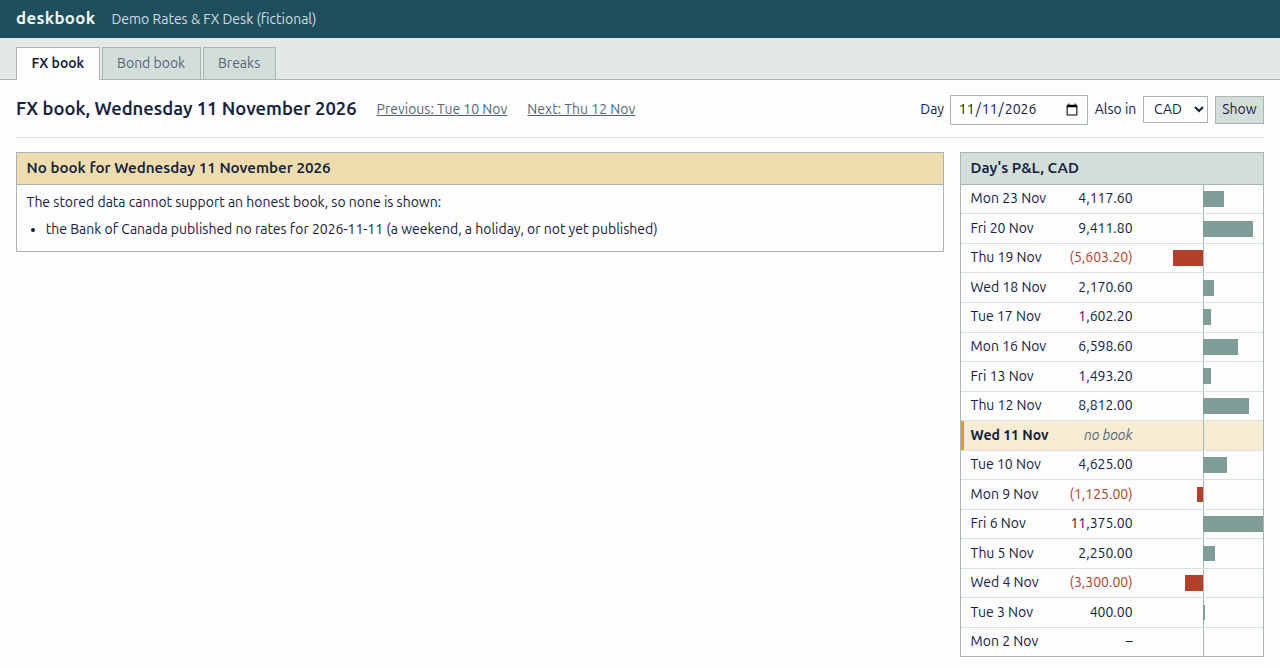 deskbook Demo Rates & FX Desk (fictional)
FX book Bond book Breaks
FX book, Wednesday 11 November 2026 Previous: Tue 10 Nov Next: Thu 12 Nov Day 11/11/2026 Also in CAD Show
No book for Wednesday 11 November 2026
The stored data cannot support an honest book, so none is shown:
• the Bank of Canada published no rates for 2026-11-11 (a weekend, a holiday, or not yet published)
Day's P&L, CAD
Mon 23 Nov 4,117.60
Fri 20 Nov 9,411.80
Thu 19 Nov (5,603.20)
Wed 18 Nov 2,170.60
Tue 17 Nov 1,602.20
Mon 16 Nov 6,598.60
Fri 13 Nov 1,493.20
Thu 12 Nov 8,812.00
Wed 11 Nov no book
Tue 10 Nov 4,625.00
Mon 9 Nov (1,125.00)
Fri 6 Nov 11,375.00
Thu 5 Nov 2,250.00
Wed 4 Nov (3,300.00)
Tue 3 Nov 400.00
Mon 2 Nov –